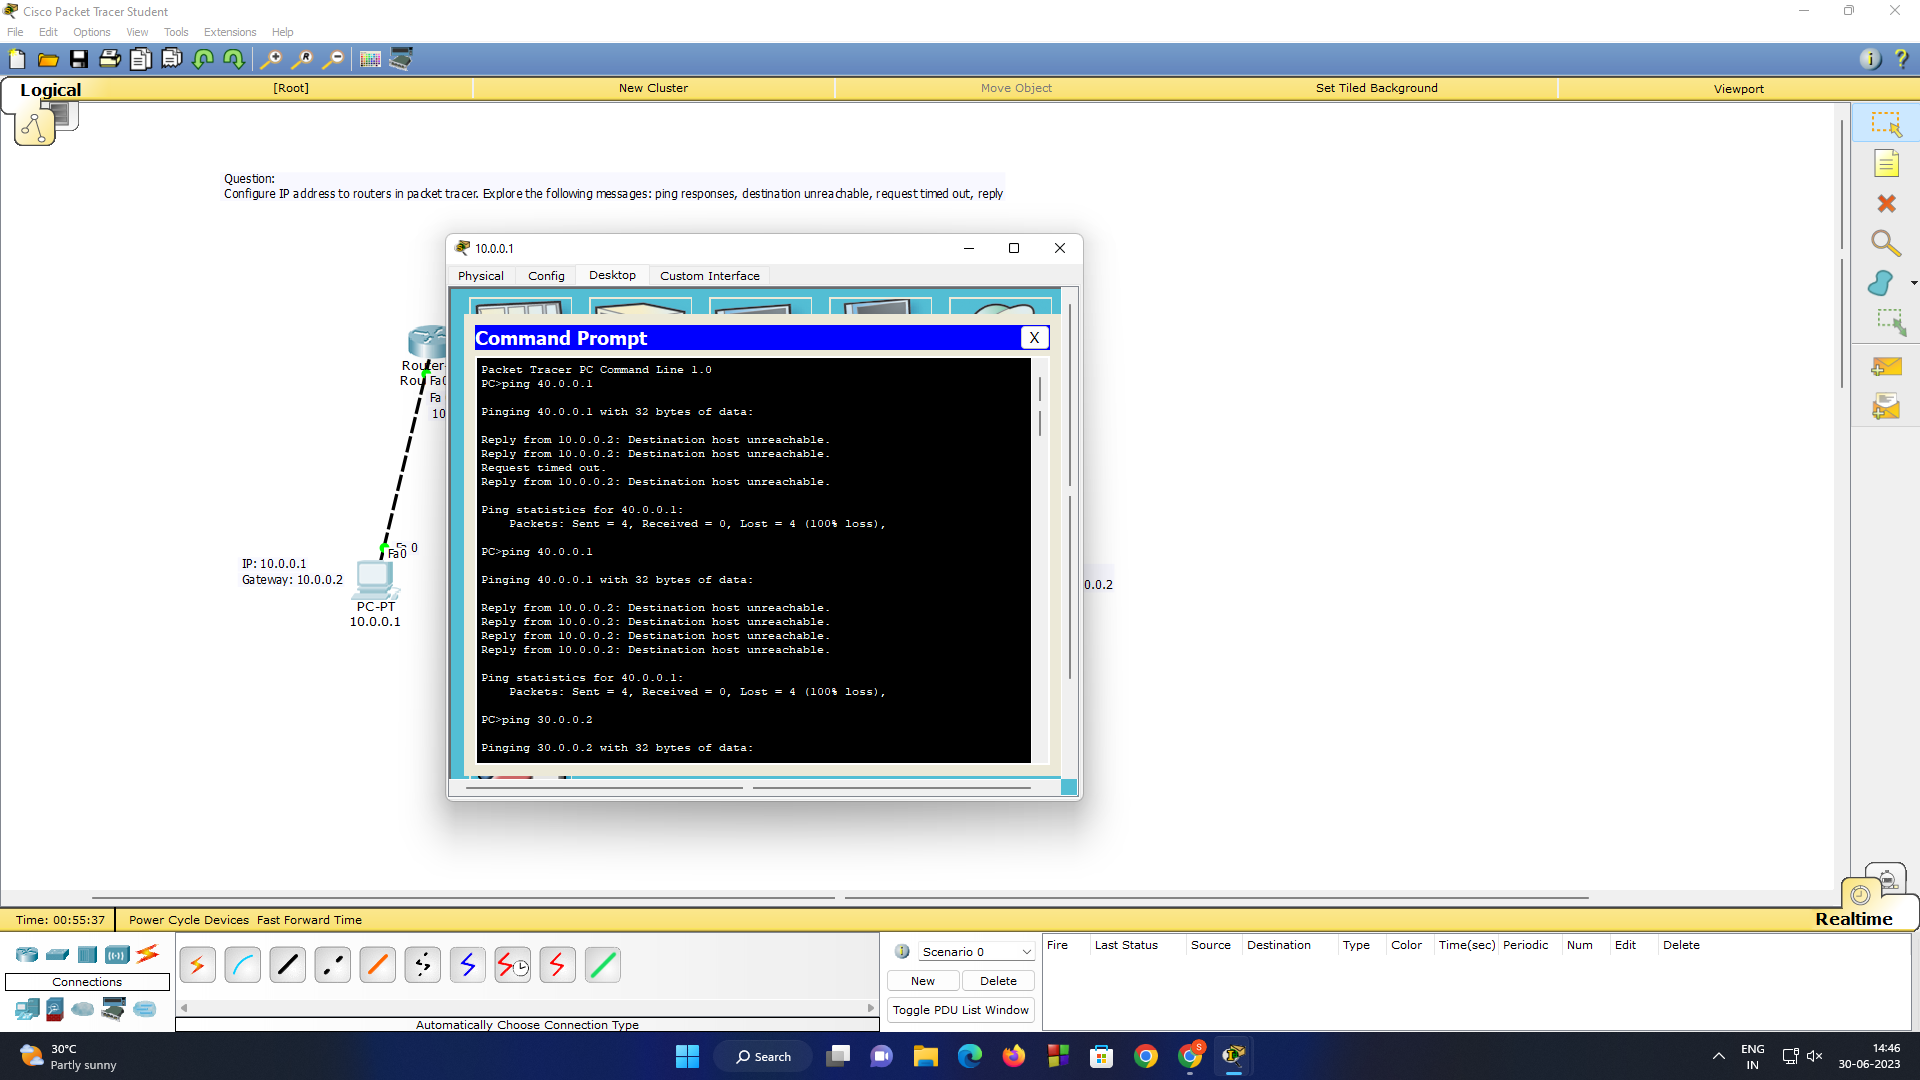 Cisco Packet Tracer Student
File Edit Options View Tools Extensions Help
Logical [Root] New Cluster Move Object Set Tiled Background Viewport
Question:
Configure IP address to routers in packet tracer. Explore the following messages: ping responses, destination unreachable, request timed out, reply
10.0.0.1
Physical Config Desktop Custom Interface
Command Prompt
X
Packet Tracer PC Command Line 1.0
PC>ping 40.0.0.1
Pinging 40.0.0.1 with 32 bytes of data:
Reply from 10.0.0.2: Destination host unreachable.
Reply from 10.0.0.2: Destination host unreachable.
Request timed out.
Reply from 10.0.0.2: Destination host unreachable.
Ping statistics for 40.0.0.1:
Packets: Sent = 4, Received = 0, Lost = 4 (100% loss),
PC>ping 40.0.0.1
Pinging 40.0.0.1 with 32 bytes of data:
Reply from 10.0.0.2: Destination host unreachable.
Reply from 10.0.0.2: Destination host unreachable.
Reply from 10.0.0.2: Destination host unreachable.
Reply from 10.0.0.2: Destination host unreachable.
Ping statistics for 40.0.0.1:
Packets: Sent = 4, Received = 0, Lost = 4 (100% loss),
PC>ping 30.0.0.2
Pinging 30.0.0.2 with 32 bytes of data:
Router-
Rou Fa0
Fa
10
Fa0 0
IP: 10.0.0.1
Gateway: 10.0.0.2
PC-PT
10.0.0.1
0.0.2
Realtime
Time: 00:55:37 Power Cycle Devices Fast Forward Time
Connections
Automatically Choose Connection Type
Scenario 0
New Delete
Toggle PDU List Window
Fire Last Status Source Destination Type Color Time(sec) Periodic Num Edit Delete
30°C
Partly sunny
Search
S
ENG
IN
14:46
30-06-2023